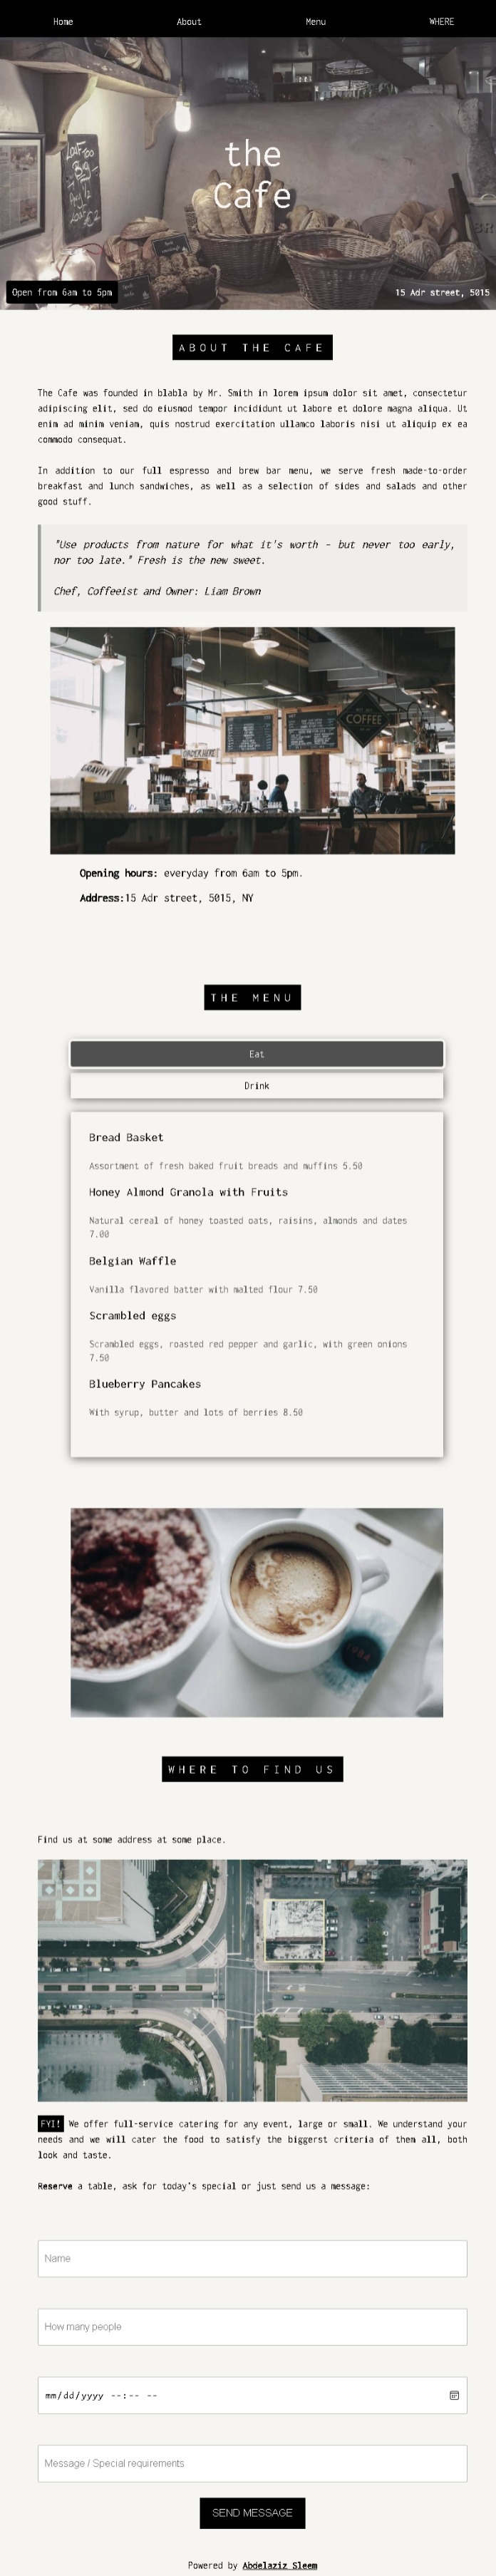 Home About Menu WHERE
the
Cafe
Open from 6am to 5pm
15 Adr street, 5015
ABOUT THE CAFE
The Cafe was founded in blabla by Mr. Smith in lorem ipsum dolor sit amet, consectetur
adipiscing elit, sed do eiusmod tempor incididunt ut labore et dolore magna aliqua. Ut
enim ad minim veniam, quis nostrud exercitation ullamco laboris nisi ut aliquip ex ea
commodo consequat.
In addition to our full espresso and brew bar menu, we serve fresh made-to-order
breakfast and lunch sandwiches, as well as a selection of sides and salads and other
good stuff.
"Use products from nature for what it's worth - but never too early,
nor too late." Fresh is the new sweet.
Chef, Coffeeist and Owner: Liam Brown
COFFEE
Opening hours: everyday from 6am to 5pm.
Address:15 Adr street, 5015, NY
THE MENU
Eat
Drink
Bread Basket
Assortment of fresh baked fruit breads and muffins 5.50
Honey Almond Granola with Fruits
Natural cereal of honey toasted oats, raisins, almonds and dates
7.00
Belgian Waffle
Vanilla flavored batter with malted flour 7.50
Scrambled eggs
Scrambled eggs, roasted red pepper and garlic, with green onions
7.50
Blueberry Pancakes
With syrup, butter and lots of berries 8.50
1984
WHERE TO FIND US
Find us at some address at some place.
FYI! We offer full-service catering for any event, large or small. We understand your
needs and we will cater the food to satisfy the biggerst criteria of them all, both
look and taste.
Reserve a table, ask for today's special or just send us a message:
Name
How many people
mm/dd/yyyy --:-- --
Message / Special requirements
SEND MESSAGE
Powered by Abdelaziz Sleem